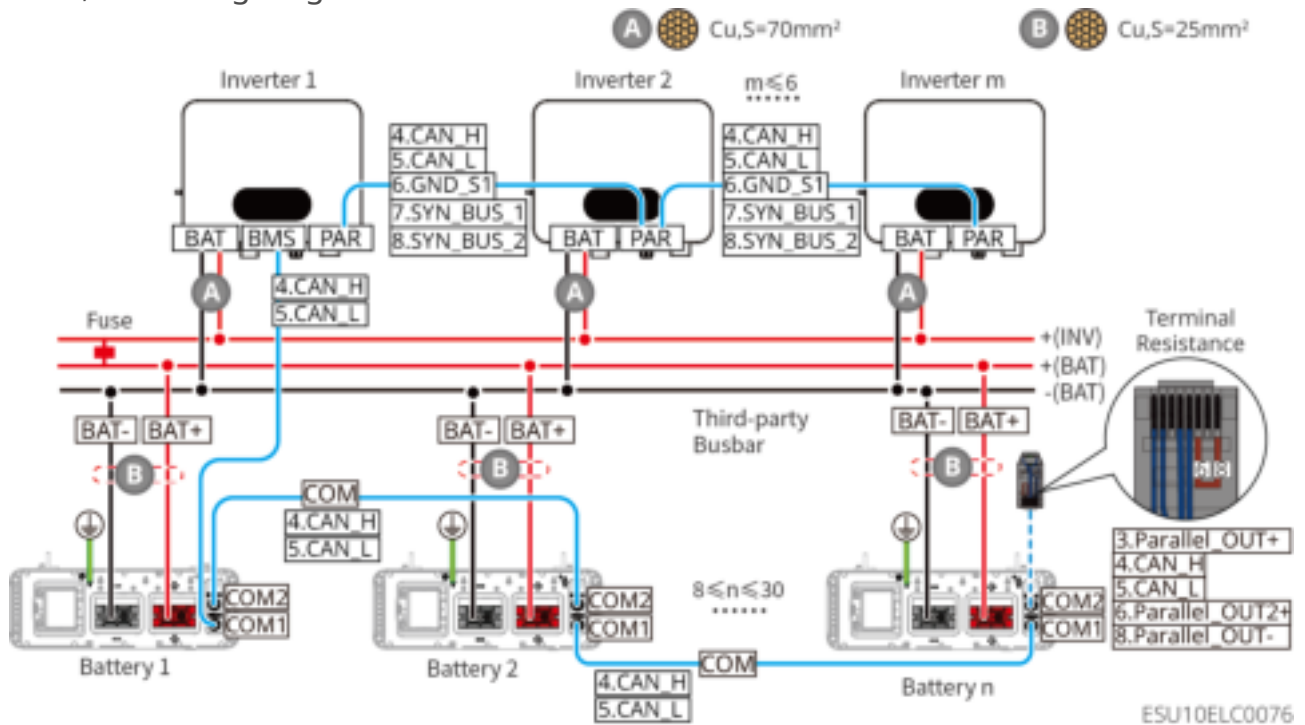 A Cu,S=70mm²
B Cu,S=25mm²
Inverter 1
Inverter 2
m≤6
Inverter m
4.CAN_H
5.CAN_L
6.GND_S1
7.SYN_BUS_1
8.SYN_BUS_2
4.CAN_H
5.CAN_L
6.GND_S1
7.SYN_BUS_1
8.SYN_BUS_2
BAT BMS PAR
BAT PAR
BAT PAR
A
4.CAN_H
5.CAN_L
A
A
Fuse
Terminal
Resistance
+(INV)
+(BAT)
-(BAT)
BAT- BAT+
BAT- BAT+
Third-party
Busbar
BAT- BAT+
B
B
B
6 8
COM
4.CAN_H
5.CAN_L
3.Parallel_OUT+
4.CAN_H
5.CAN_L
6.Parallel_OUT2+
8.Parallel_OUT-
8≤n≤30
COM2
COM1
COM2
COM1
COM2
COM1
Battery 1
Battery 2
COM
4.CAN_H
5.CAN_L
Battery n
ESU10ELC0076